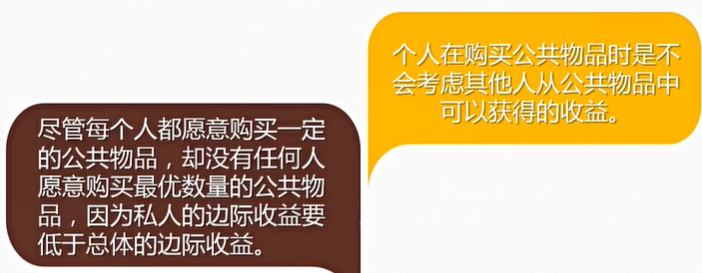 个人在购买公共物品时是不
会考虑其他人从公共物品中
可以获得的收益。
尽管每个人都愿意购买一定
的公共物品，却没有任何人
愿意购买最优数量的公共物
品，因为私人的边际收益要
低于总体的边际收益。